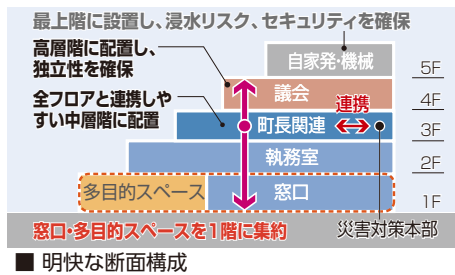 最上階に設置し、浸水リスク、セキュリティを確保
高層階に配置し、
独立性を確保
自家発・機械
5F
議会
4F
全フロアと連携しや
すい中層階に配置
町長関連
連携
3F
執務室
2F
多目的スペース
窓口
1F
窓口・多目的スペースを1階に集約
災害対策本部
■ 明快な断面構成